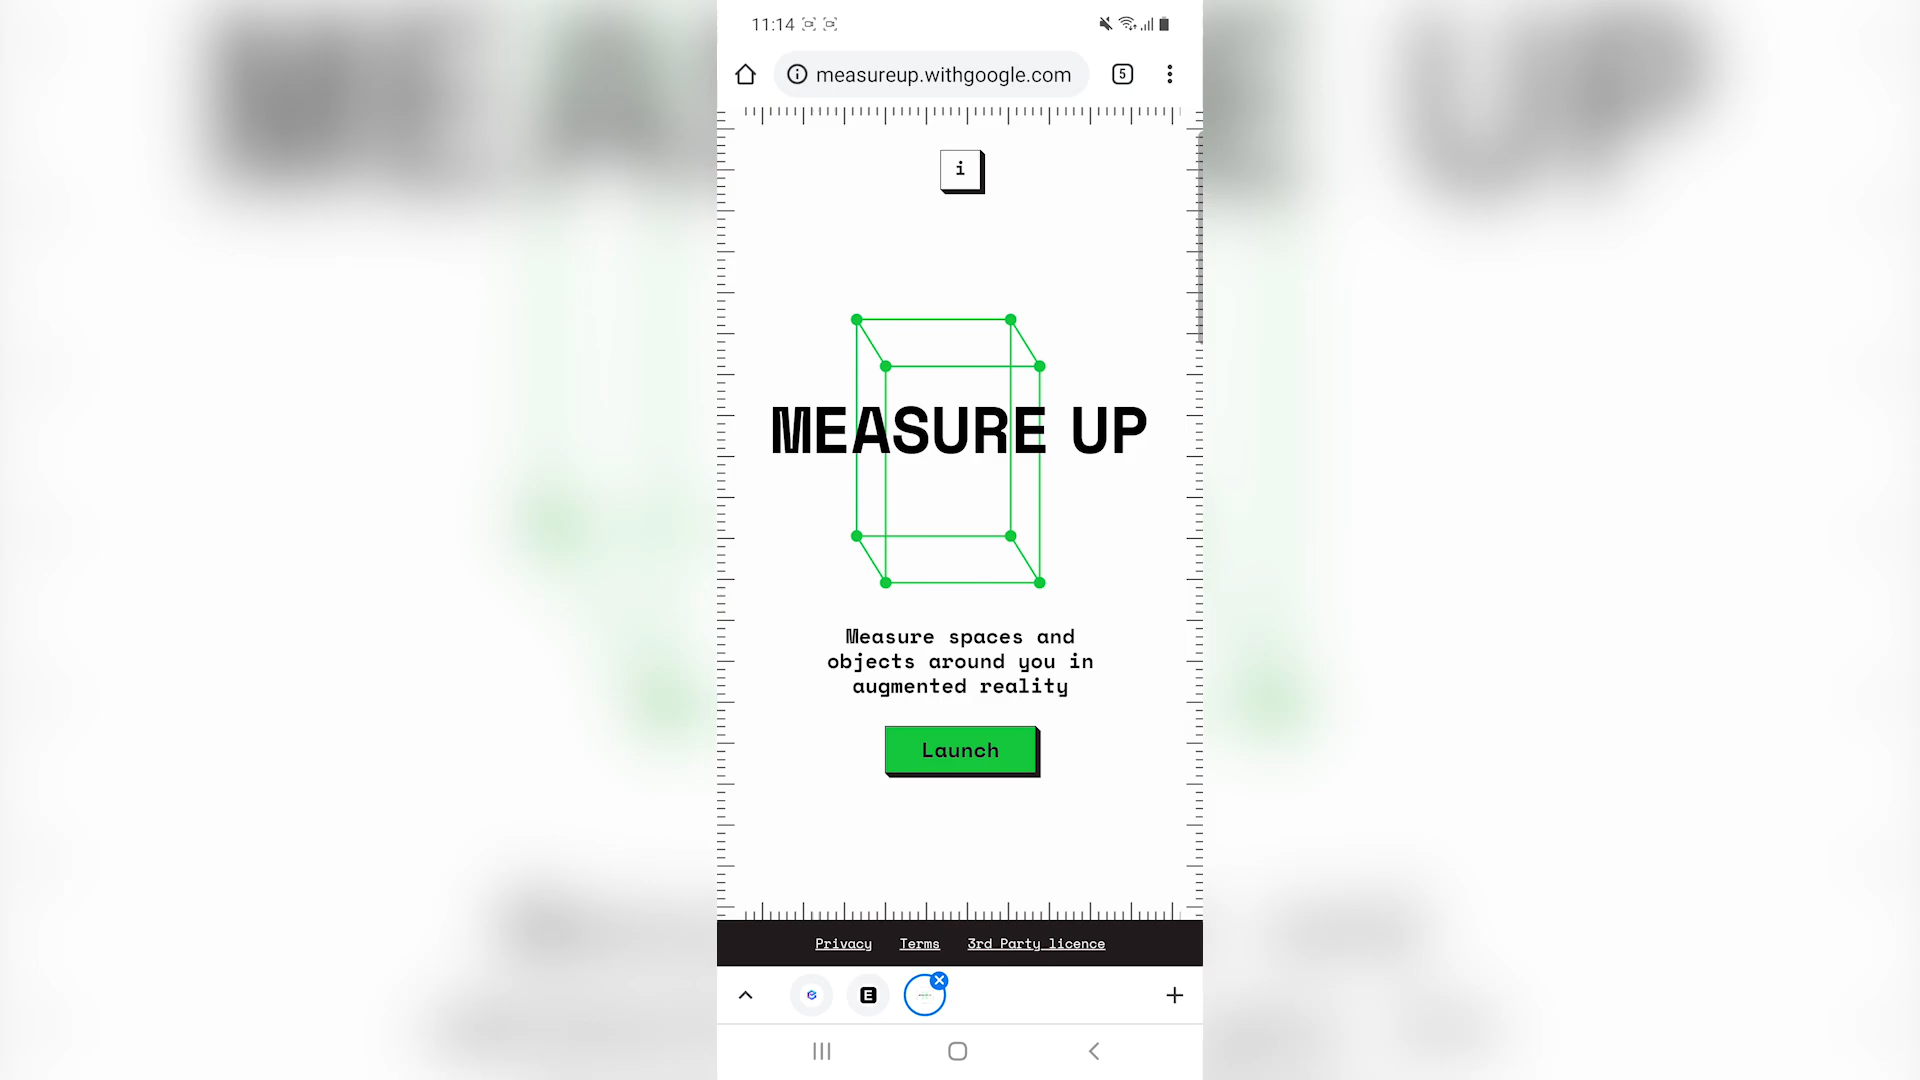 11:14
measureup.withgoogle.com
5
i
MEASURE UP
Measure spaces and
objects around you in
augmented reality
Launch
Privacy Terms 3rd Party licence
E